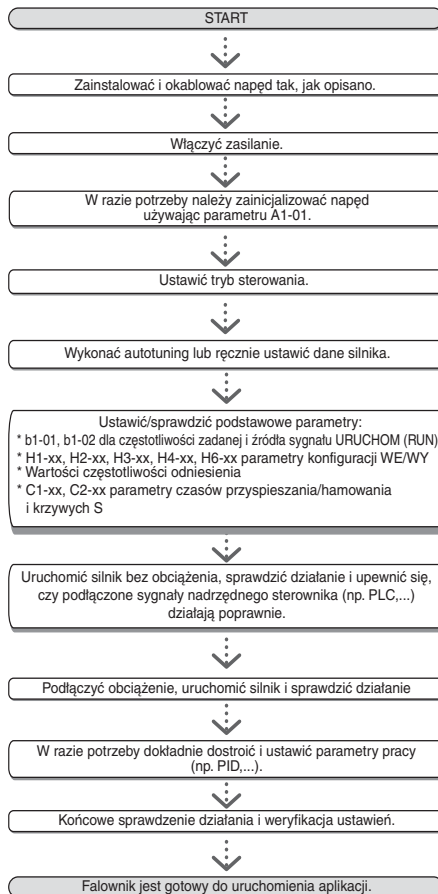 START
Zainstalować i okablować napęd tak, jak opisano.
Włączyć zasilanie.
W razie potrzeby należy zainicjalizować napęd
używając parametru A1-01.
Ustawić tryb sterowania.
Wykonać autotuning lub ręcznie ustawić dane silnika.
Ustawić/sprawdzić podstawowe parametry:
* b1-01, b1-02 dla częstotliwości zadanej i źródła sygnału URUCHOM (RUN)
* H1-xx, H2-xx, H3-xx, H4-xx, H6-xx parametry konfiguracji WE/WY
* Wartości częstotliwości odniesienia
* C1-xx, C2-xx parametry czasów przyspieszania/hamowania
i krzywych S
Uruchomić silnik bez obciążenia, sprawdzić działanie i upewnić się,
czy podłączone sygnały nadrzędnego sterownika (np. PLC,...)
działają poprawnie.
Podłączyć obciążenie, uruchomić silnik i sprawdzić działanie
W razie potrzeby dokładnie dostroić i ustawić parametry pracy
(np. PID,...).
Końcowe sprawdzenie działania i weryfikacja ustawień.
Falownik jest gotowy do uruchomienia aplikacji.